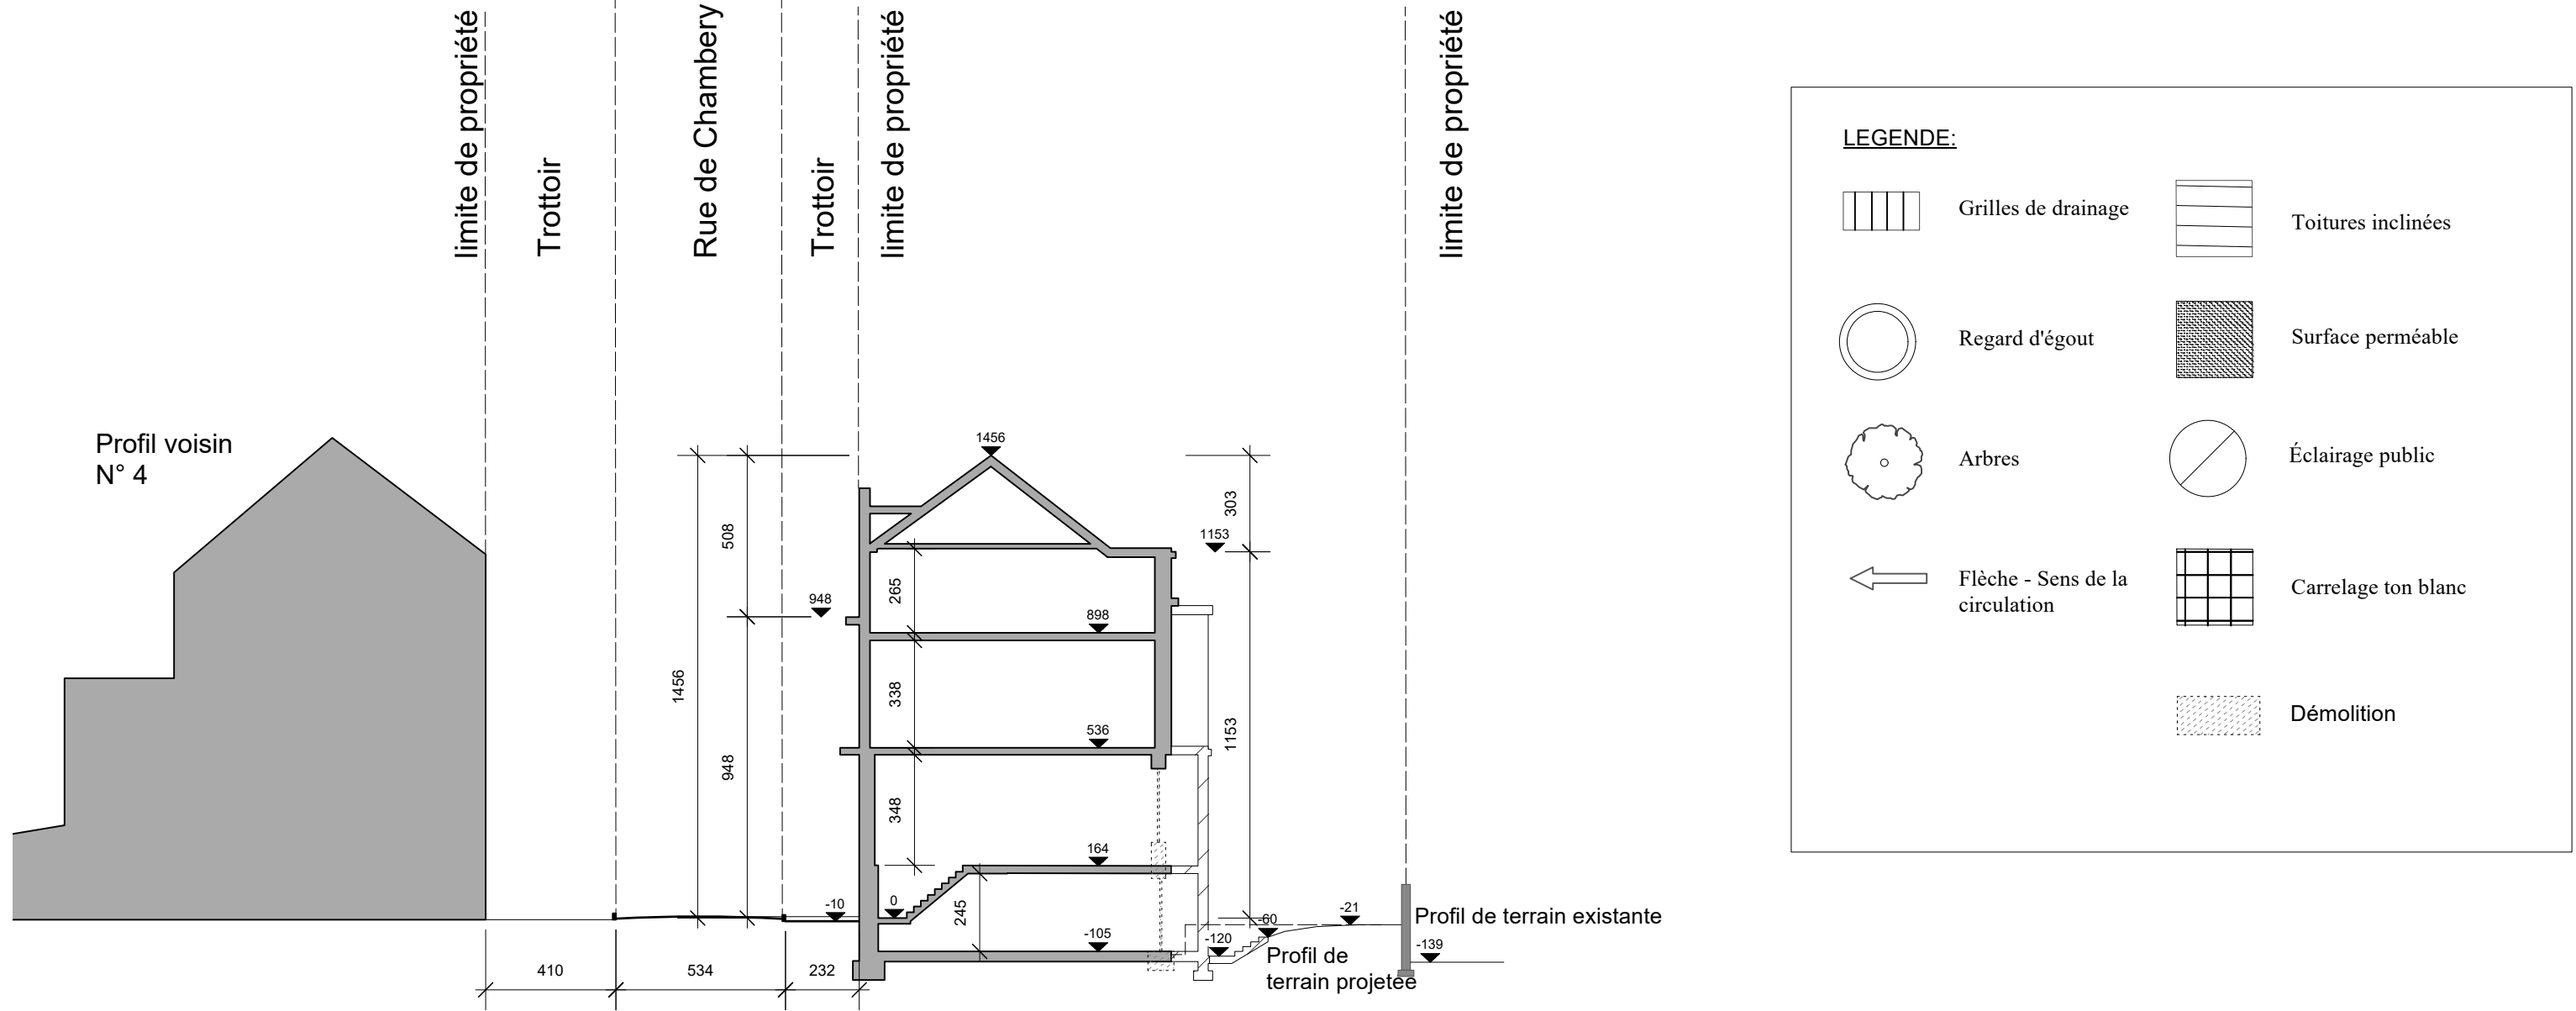 limite de propriété
Trottoir
Rue de Chambery
Trottoir
limite de propriété
limite de propriété
Profil voisin
N° 4
1456
508
948
1456
948
1456
265
338
348
245
898
536
164
0
-10
-105
1153
303
1153
-60
-120
-21
-139
Profil de terrain existante
Profil de
terrain projetée
410
534
232
LEGENDE:
Grilles de drainage
Toitures inclinées
Regard d'égout
Surface perméable
Arbres
Éclairage public
Flèche - Sens de la
circulation
Carrelage ton blanc
Démolition